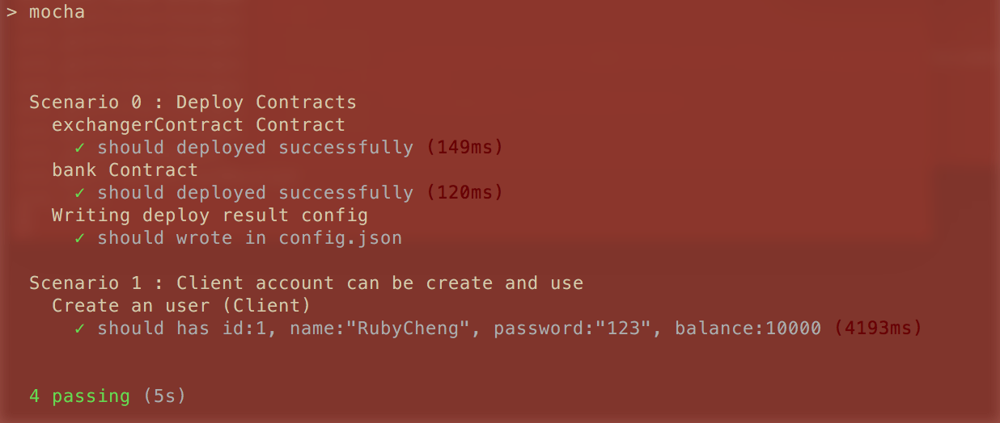 > mocha
Scenario 0 : Deploy Contracts
exchangerContract Contract
✓ should deployed successfully (149ms)
bank Contract
✓ should deployed successfully (120ms)
Writing deploy result config
✓ should wrote in config.json
Scenario 1 : Client account can be create and use
Create an user (Client)
✓ should has id:1, name:"RubyCheng", password:"123", balance:10000 (4193ms)
4 passing (5s)